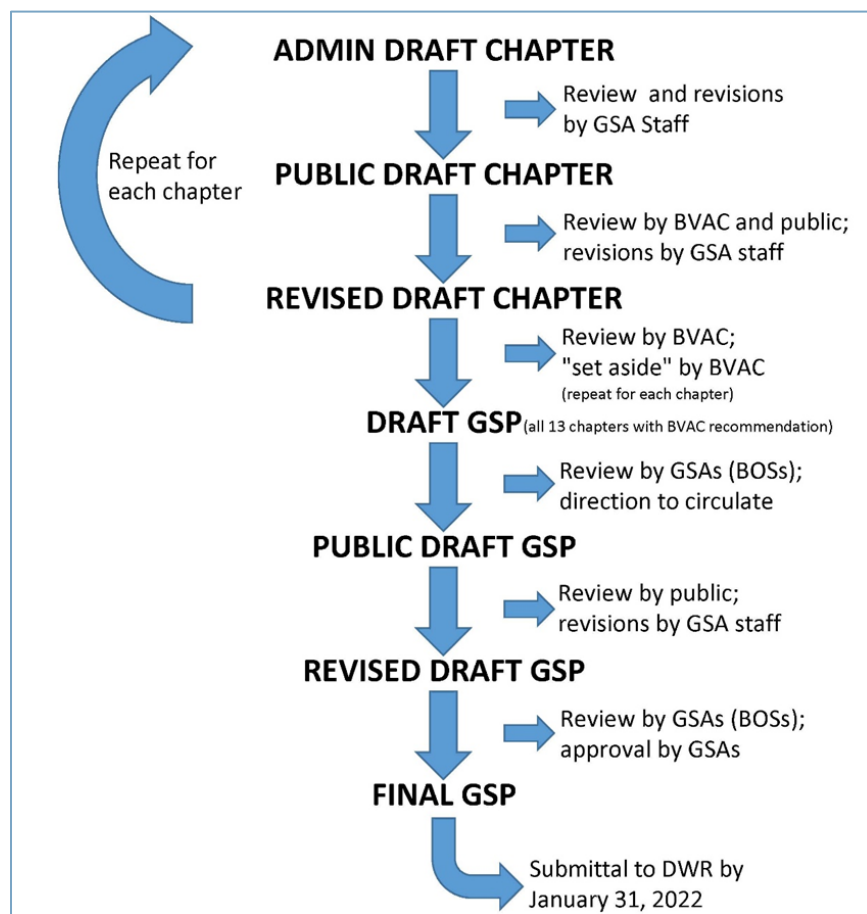 ADMIN DRAFT CHAPTER
Review and revisions
by GSA Staff
Repeat for
each chapter
PUBLIC DRAFT CHAPTER
Review by BVAC and public;
revisions by GSA staff
REVISED DRAFT CHAPTER
Review by BVAC;
"set aside" by BVAC
(repeat for each chapter)
DRAFT GSP (all 13 chapters with BVAC recommendation)
Review by GSAs (BOSs);
direction to circulate
PUBLIC DRAFT GSP
Review by public;
revisions by GSA staff
REVISED DRAFT GSP
Review by GSAs (BOSs);
approval by GSAs
FINAL GSP
Submittal to DWR by
January 31, 2022